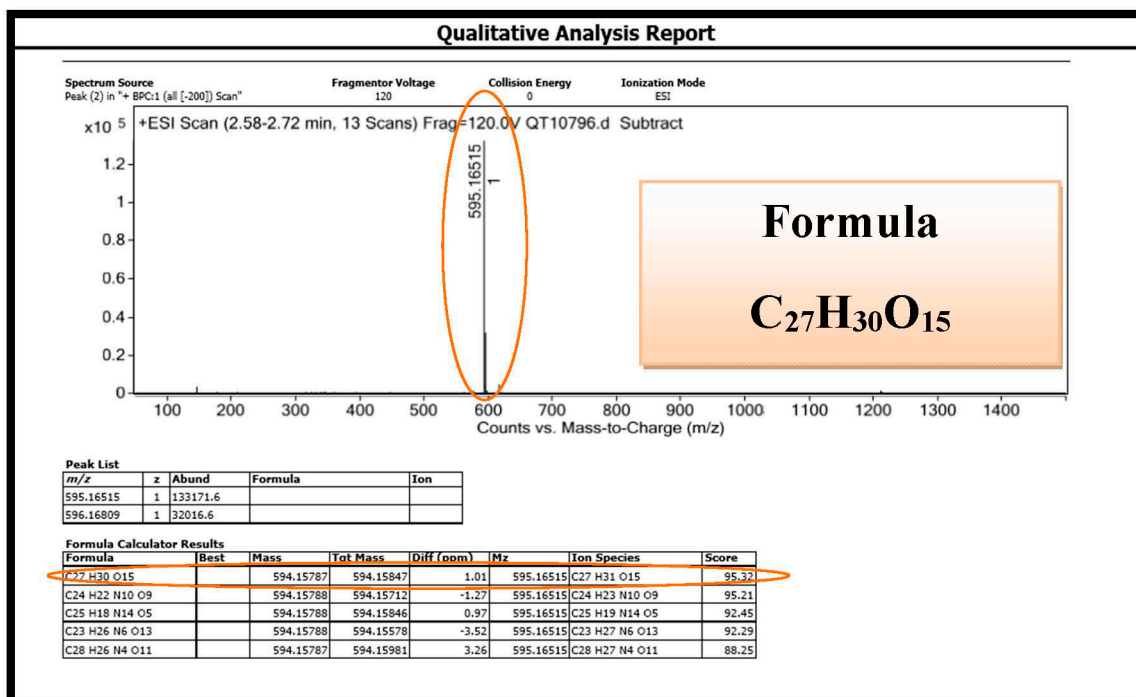 Qualitative Analysis Report
Spectrum Source Fragmentor Voltage Collision Energy Ionization Mode
Peak (2) in "+ BPC:1 (all [-200]) Scan" 120 0 ESI
x10 5 +ESI Scan (2.58-2.72 min, 13 Scans) Frag=120.0V QT10796.d Subtract
1.2
1
0.8
0.6
0.4
0.2
0
595.16515
1
Formula
C27H30O15
100 200 300 400 500 600 700 800 900 1000 1100 1200 1300 1400
Counts vs. Mass-to-Charge (m/z)
Peak List
m/z z Abund Formula Ion
595.16515 1 133171.6
596.16809 1 32016.6
Formula Calculator Results
Formula Best Mass Tgt Mass Diff (ppm) Mz Ion Species Score
C27 H30 O15 594.15787 594.15847 1.01 595.16515 C27 H31 O15 95.32
C24 H22 N10 O9 594.15788 594.15712 -1.27 595.16515 C24 H23 N10 O9 95.21
C25 H18 N14 O5 594.15788 594.15846 0.97 595.16515 C25 H19 N14 O5 92.45
C23 H26 N6 O13 594.15788 594.15578 -3.52 595.16515 C23 H27 N6 O13 92.29
C28 H26 N4 O11 594.15787 594.15981 3.26 595.16515 C28 H27 N4 O11 88.25